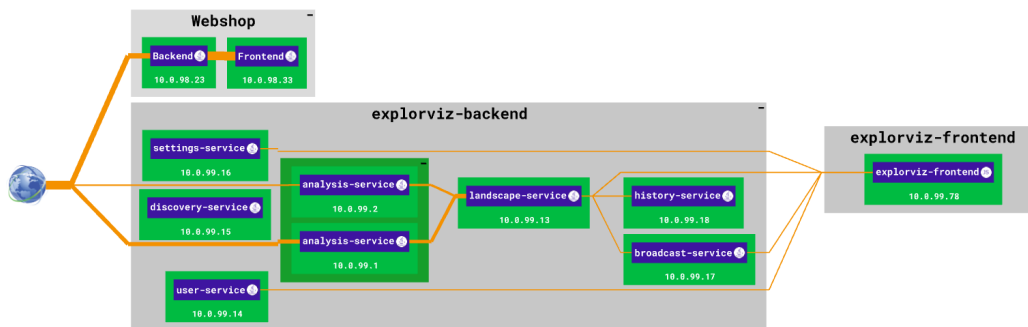 Webshop
Backend
10.0.98.23
Frontend
10.0.98.33
explorviz-backend
settings-service
10.0.99.16
discovery-service
10.0.99.15
user-service
10.0.99.14
analysis-service
10.0.99.2
analysis-service
10.0.99.1
landscape-service
10.0.99.13
history-service
10.0.99.18
broadcast-service
10.0.99.17
explorviz-frontend
explorviz-frontend
10.0.99.78